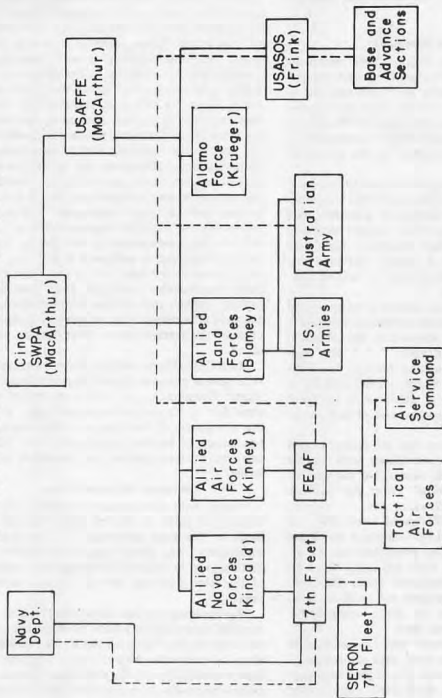 Navy
Dept.
Cinc
SWPA
(MacArthur)
USAFFE
(MacArthur)
Allied
Naval
Forces
(Kincaid)
Allied
Air
Forces
(Kinney)
Allied
Land
Forces
(Blamey)
Alamo
Force
(Krueger)
USASOS
(Frink)
7th Fleet
FEAF
U.S.
Armies
Australian
Army
Base and
Advance
Sections
SERON
7th Fleet
Tactical
Air
Forces
Air
Service
Command